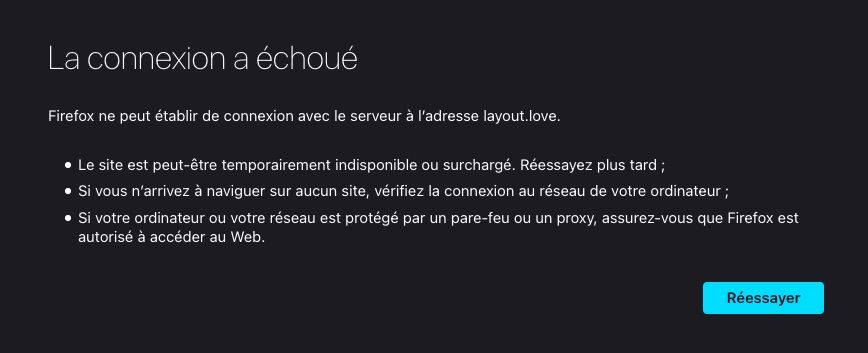 La connexion a échoué
Firefox ne peut établir de connexion avec le serveur à l’adresse layout.love.
Le site est peut-être temporairement indisponible ou surchargé. Réessayez plus tard ;
Si vous n’arrivez à naviguer sur aucun site, vérifiez la connexion au réseau de votre ordinateur ;
Si votre ordinateur ou votre réseau est protégé par un pare-feu ou un proxy, assurez-vous que Firefox est
autorisé à accéder au Web.
Réessayer